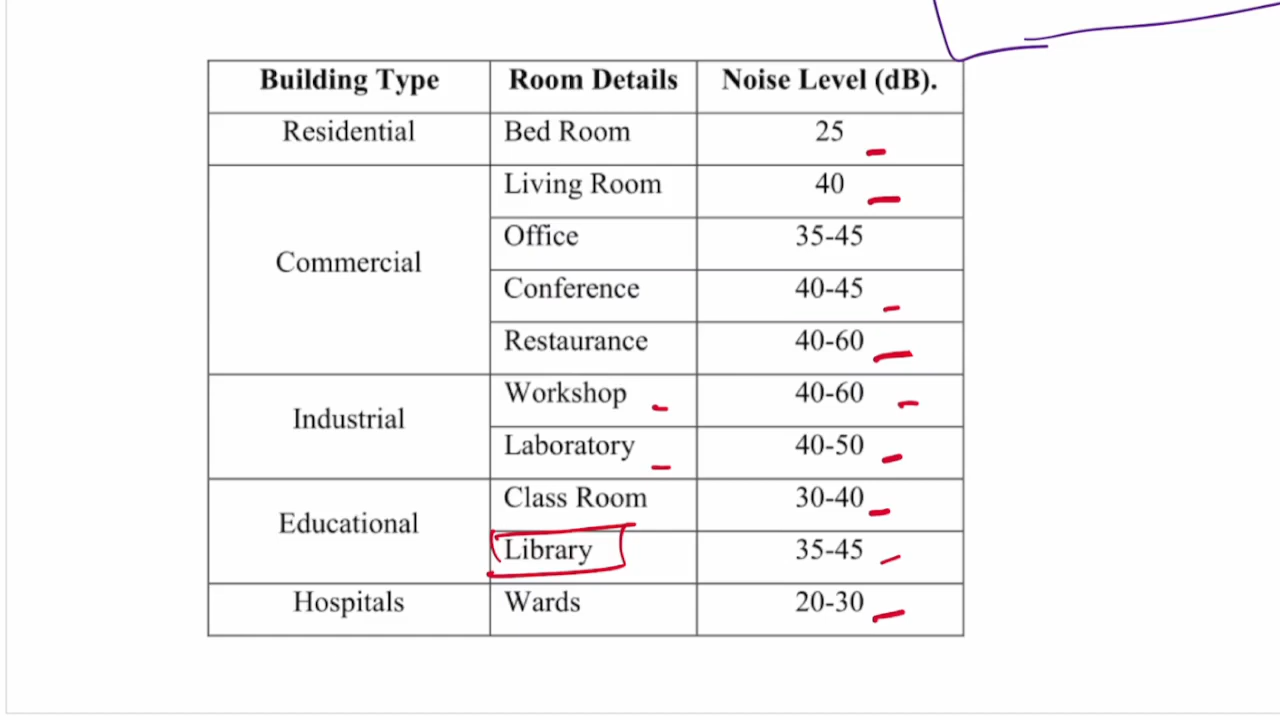 Building Type Room Details Noise Level (dB).
Residential Bed Room 25
Commercial Living Room 40
Office 35-45
Conference 40-45
Restaurance 40-60
Industrial Workshop 40-60
Laboratory 40-50
Educational Class Room 30-40
Library 35-45
Hospitals Wards 20-30